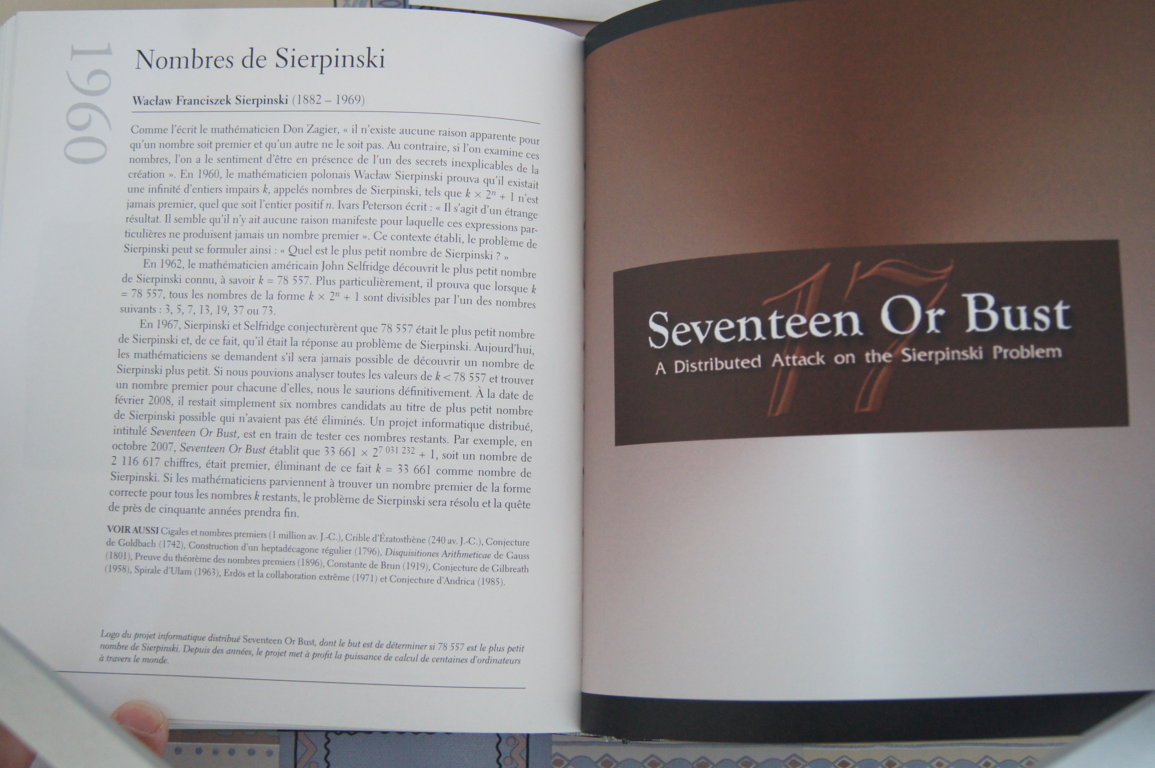 1960
Nombres de Sierpinski
Wacław Franciszek Sierpinski (1882 – 1969)
Comme l'écrit le mathématicien Don Zagier, « il n'existe aucune raison apparente pour
qu'un nombre soit premier et qu'un autre ne le soit pas. Au contraire, si l'on examine ces
nombres, l'on a le sentiment d'être en présence de l'un des secrets inexplicables de la
création ». En 1960, le mathématicien polonais Wacław Sierpinski prouva qu'il existait
une infinité d'entiers impairs k, appelés nombres de Sierpinski, tels que k × 2ⁿ + 1 n'est
jamais premier, quel que soit l'entier positif n. Ivars Peterson écrit : « Il s'agit d'un étrange
résultat. Il semble qu'il n'y ait aucune raison manifeste pour laquelle ces expressions par-
ticulières ne produisent jamais un nombre premier ». Ce contexte établi, le problème de
Sierpinski peut se formuler ainsi : « Quel est le plus petit nombre de Sierpinski ? »
En 1962, le mathématicien américain John Selfridge découvrit le plus petit nombre
de Sierpinski connu, à savoir k = 78 557. Plus particulièrement, il prouva que lorsque k
= 78 557, tous les nombres de la forme k × 2ⁿ + 1 sont divisibles par l'un des nombres
suivants : 3, 5, 7, 13, 19, 37 ou 73.
En 1967, Sierpinski et Selfridge conjecturèrent que 78 557 était le plus petit nombre
de Sierpinski et, de ce fait, qu'il était la réponse au problème de Sierpinski. Aujourd'hui,
les mathématiciens se demandent s'il sera jamais possible de découvrir un nombre de
Sierpinski plus petit. Si nous pouvions analyser toutes les valeurs de k < 78 557 et trouver
un nombre premier pour chacune d'elles, nous le saurions définitivement. À la date de
février 2008, il restait simplement six nombres candidats au titre de plus petit nombre
de Sierpinski possible qui n'avaient pas été éliminés. Un projet informatique distribué,
intitulé Seventeen Or Bust, est en train de tester ces nombres restants. Par exemple, en
octobre 2007, Seventeen Or Bust établit que 33 661 × 2⁷ ⁰³¹ ²³² + 1, soit un nombre de
2 116 617 chiffres, était premier, éliminant de ce fait k = 33 661 comme nombre de
Sierpinski. Si les mathématiciens parviennent à trouver un nombre premier de la forme
correcte pour tous les nombres k restants, le problème de Sierpinski sera résolu et la quête
de près de cinquante années prendra fin.
VOIR AUSSI Cigales et nombres premiers (1 million av. J.-C.), Crible d'Ératosthène (240 av. J.-C.), Conjecture
de Goldbach (1742), Construction d'un heptadécagone régulier (1796), Disquisitiones Arithmeticae de Gauss
(1801), Preuve du théorème des nombres premiers (1896), Constante de Brun (1919), Conjecture de Gilbreath
(1958), Spirale d'Ulam (1963), Erdös et la collaboration extrême (1971) et Conjecture d'Andrica (1985).
Logo du projet informatique distribué Seventeen Or Bust, dont le but est de déterminer si 78 557 est le plus petit
nombre de Sierpinski. Depuis des années, le projet met à profit la puissance de calcul de centaines d'ordinateurs
à travers le monde.
17
Seventeen Or Bust
A Distributed Attack on the Sierpinski Problem